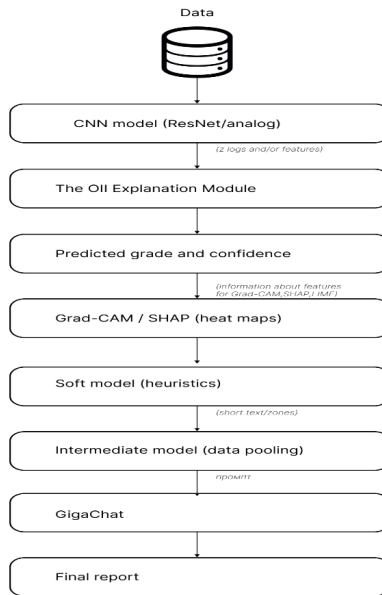 Data
CNN model (ResNet/analog)
(z logs and/or features)
The OII Explanation Module
Predicted grade and confidence
(information about features
for Grad-CAM,SHAP,LIME)
Grad-CAM / SHAP (heat maps)
Soft model (heuristics)
(short text/zones)
Intermediate model (data pooling)
промпт
GigaChat
Final report